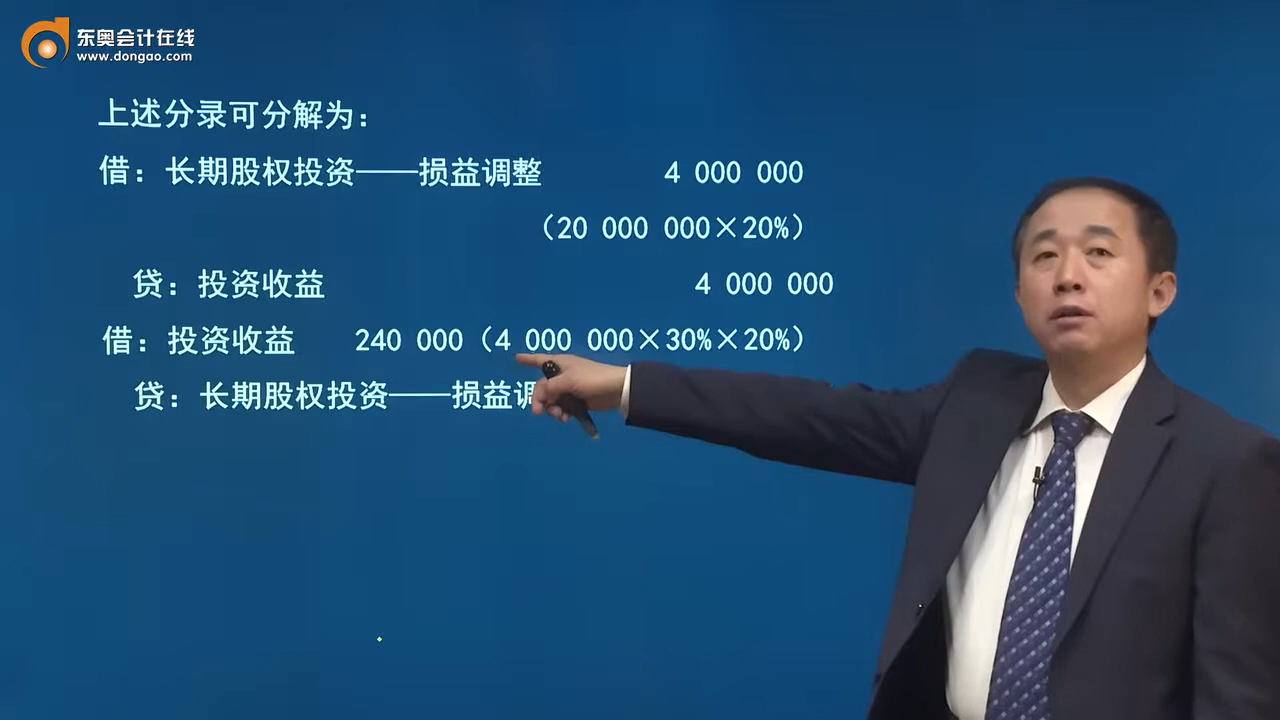 东奥会计在线
www.dongao.com
上述分录可分解为：
借：长期股权投资——损益调整 4 000 000
（20 000 000×20%）
贷：投资收益 4 000 000
借：投资收益 240 000（4 000 000×30%×20%）
贷：长期股权投资——损益调